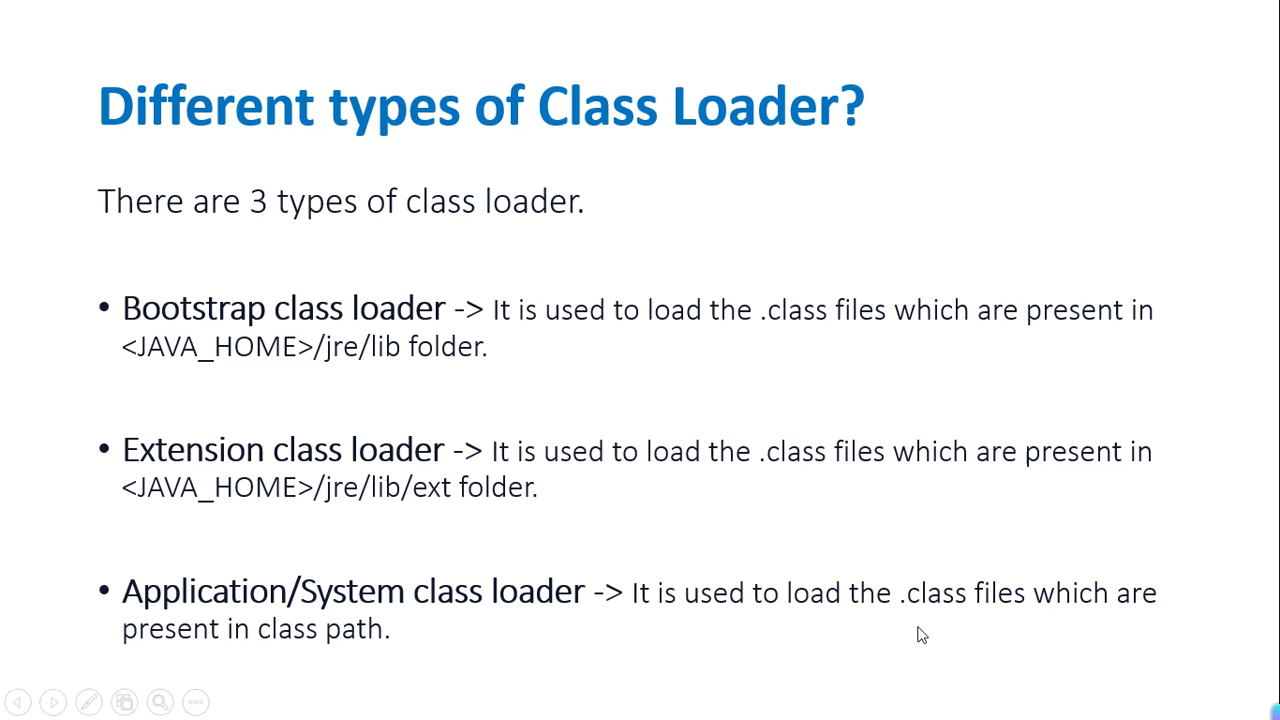 Different types of Class Loader?
There are 3 types of class loader.
• Bootstrap class loader -> It is used to load the .class files which are present in
<JAVA_HOME>/jre/lib folder.
• Extension class loader -> It is used to load the .class files which are present in
<JAVA_HOME>/jre/lib/ext folder.
• Application/System class loader -> It is used to load the .class files which are
present in class path.